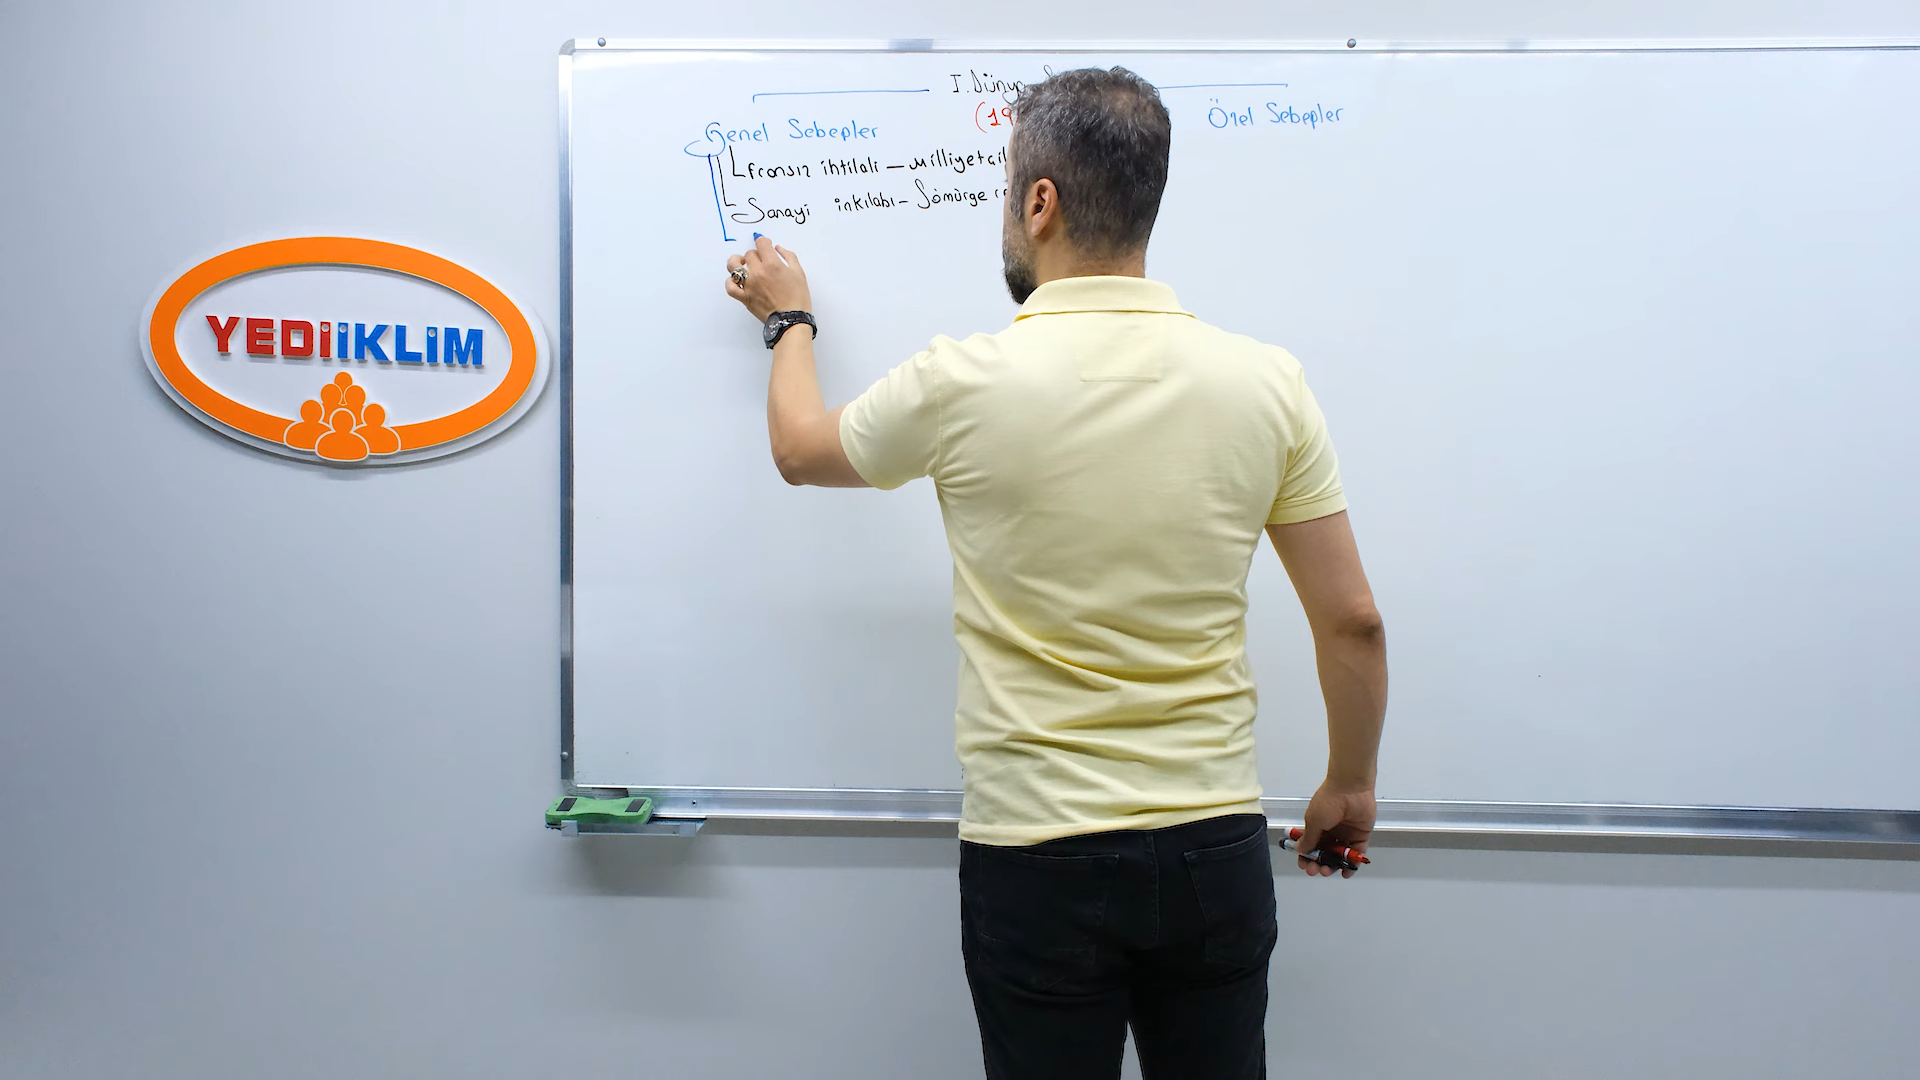 I. Dünya
(19
Genel Sebepler
Özel Sebepler
Fransız ihtilali – milliyetçil
Sanayi inkılabı – Sömürge
YEDİİKLİM